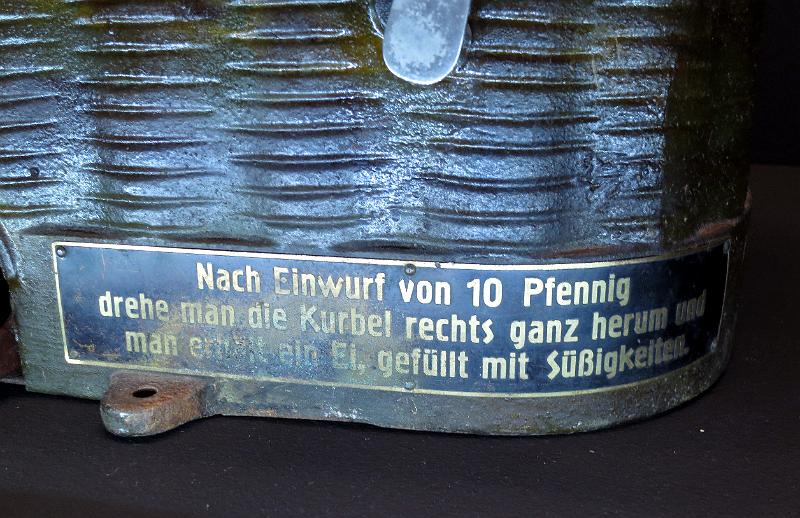 Nach Einwurf von 10 Pfennig
drehe man die Kurbel rechts ganz herum und
man erhält ein Ei, gefüllt mit Süßigkeiten.